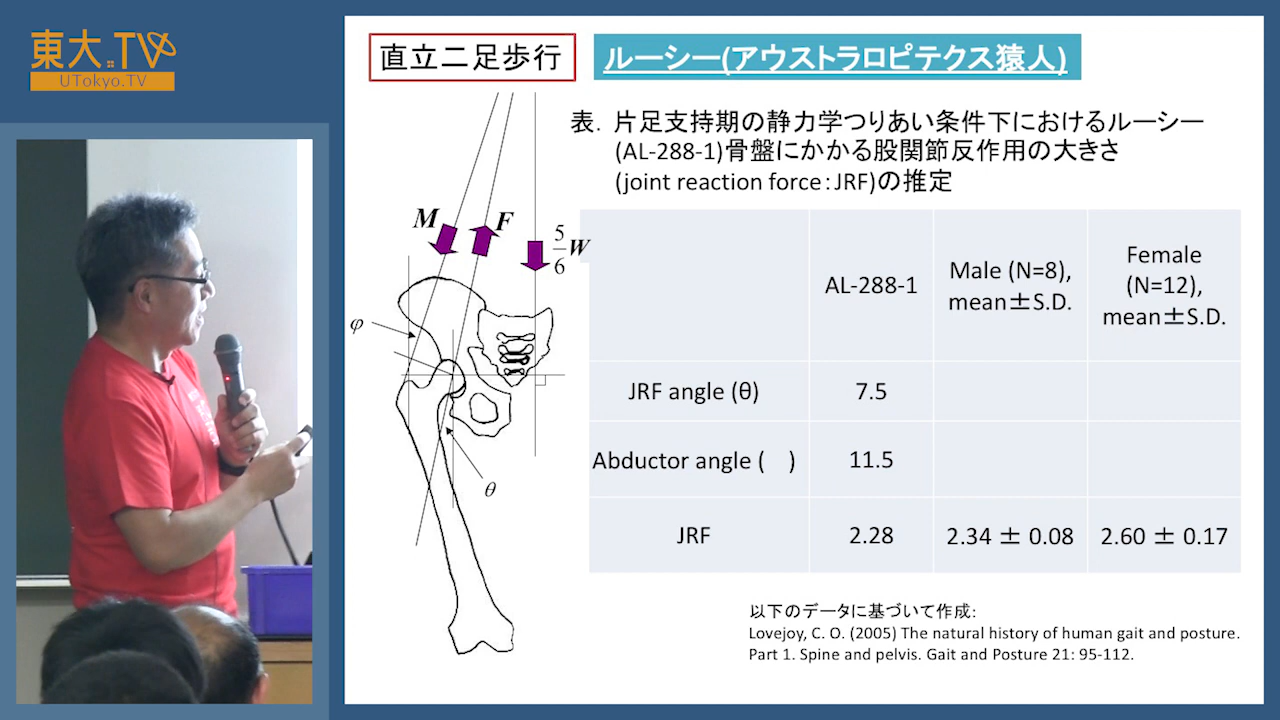 東大.TV
UTokyo.TV
直立二足歩行
ルーシー(アウストラロピテクス猿人)
表. 片足支持期の静力学つりあい条件下におけるルーシー
(AL-288-1)骨盤にかかる股関節反作用の大きさ
(joint reaction force：JRF)の推定
M
F
5/6 W
φ
θ
AL-288-1
Male (N=8),
mean±S.D.
Female
(N=12),
mean±S.D.
JRF angle (θ)
7.5
Abductor angle ( )
11.5
JRF
2.28
2.34 ± 0.08
2.60 ± 0.17
以下のデータに基づいて作成:
Lovejoy, C. O. (2005) The natural history of human gait and posture.
Part 1. Spine and pelvis. Gait and Posture 21: 95-112.